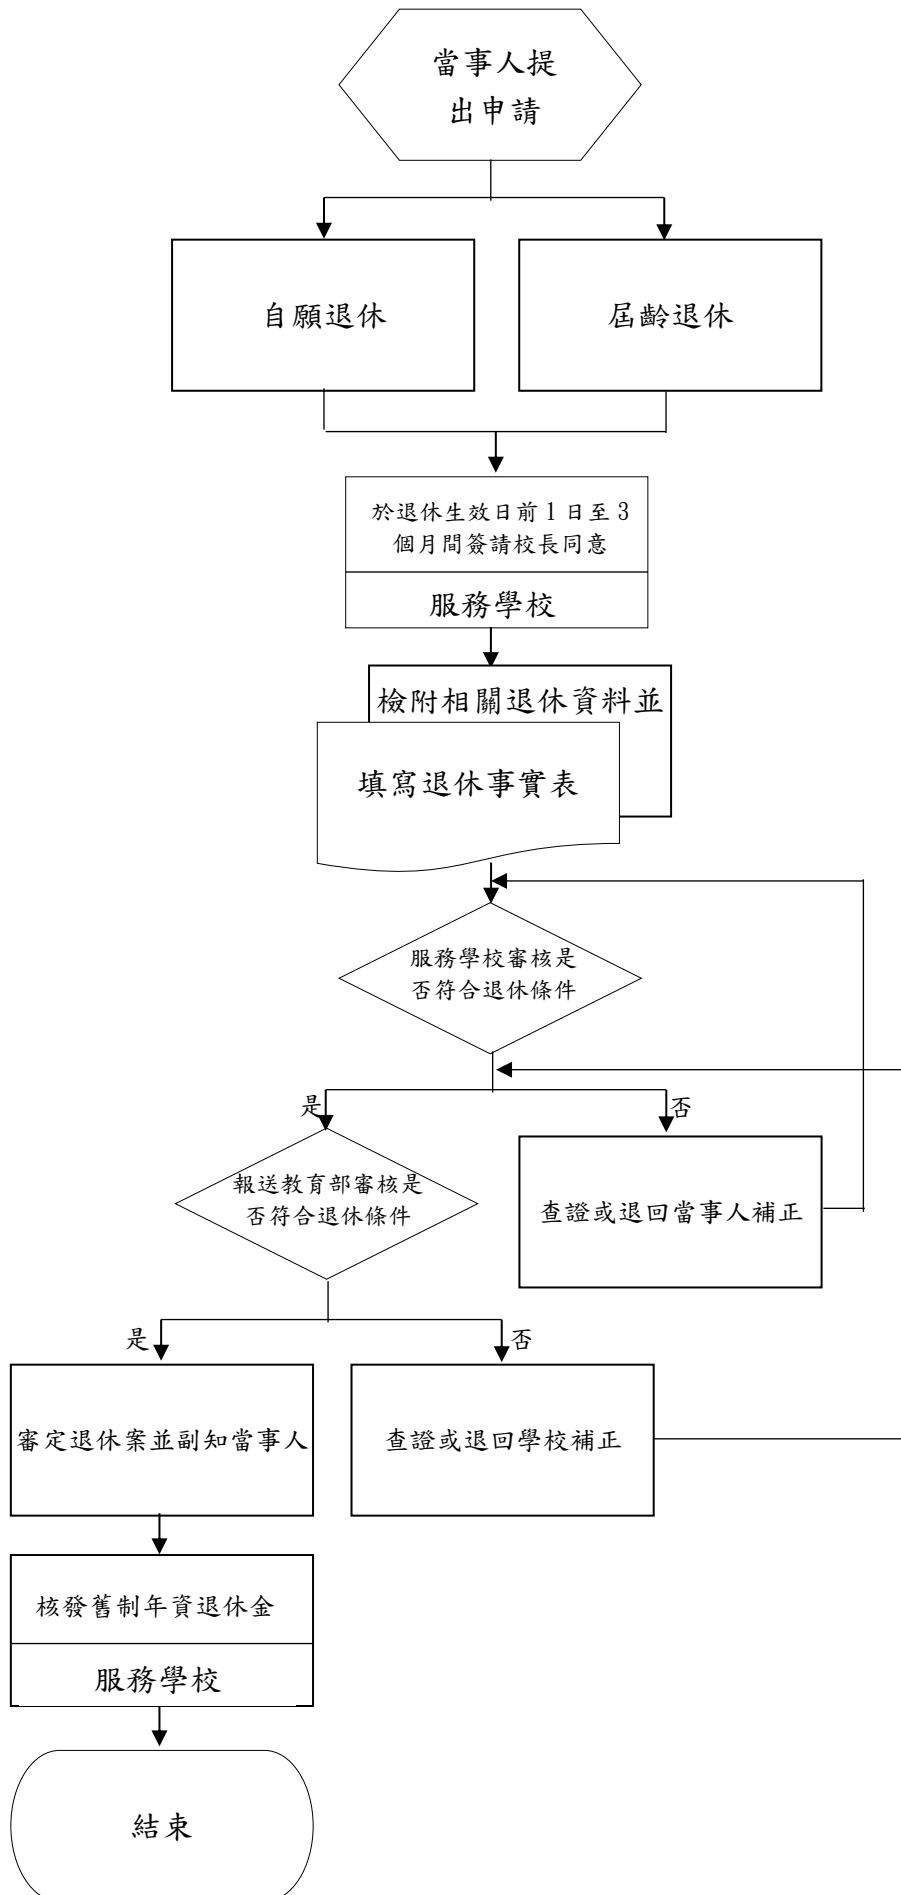 當事人提
出申請
自願退休
屆齡退休
於退休生效日前1日至3
個月間簽請校長同意
服務學校
檢附相關退休資料並
填寫退休事實表
服務學校審核是
否符合退休條件
是
否
報送教育部審核是
否符合退休條件
查證或退回當事人補正
是
否
審定退休案並副知當事人
查證或退回學校補正
核發舊制年資退休金
服務學校
結束